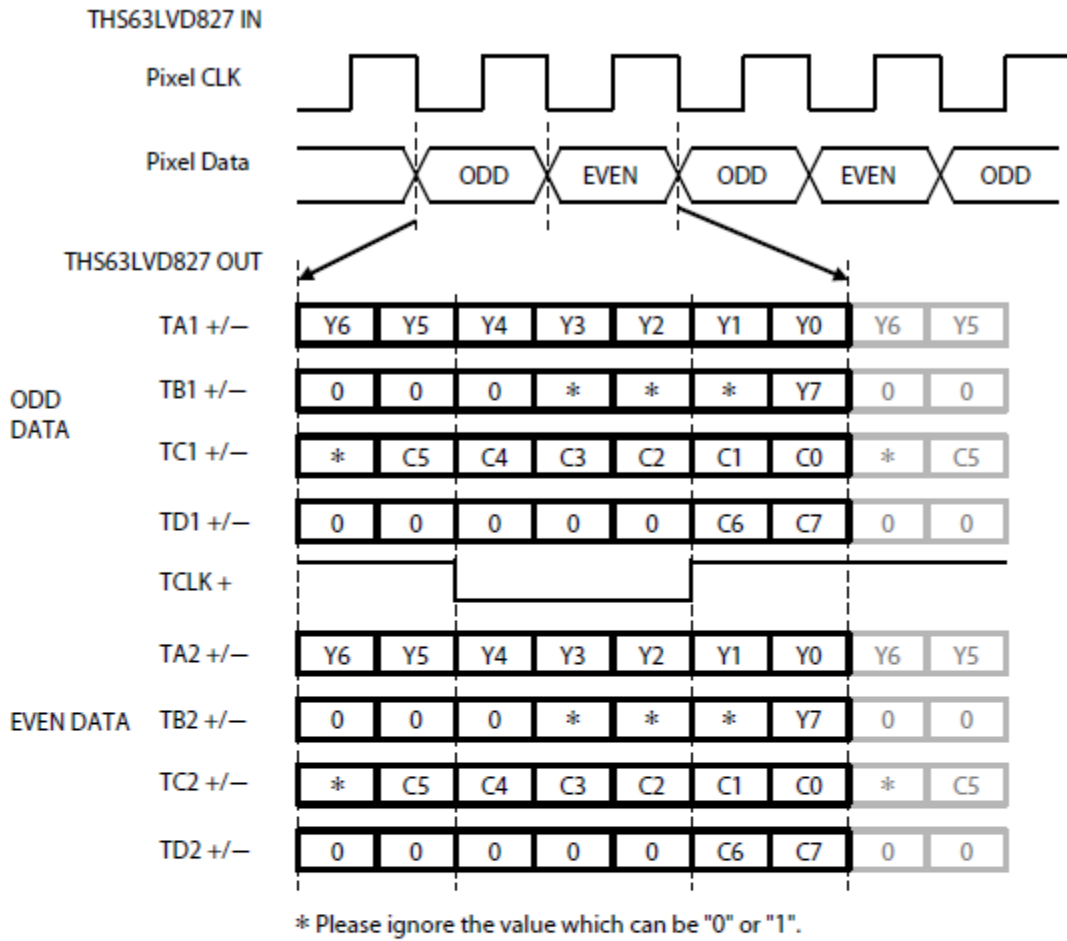 THS63LVD827 IN
Pixel CLK
Pixel Data ODD EVEN ODD EVEN ODD
THS63LVD827 OUT
TA1 +/− Y6 Y5 Y4 Y3 Y2 Y1 Y0 Y6 Y5
TB1 +/− 0 0 0 * * * Y7 0 0
ODD
DATA
TC1 +/− * C5 C4 C3 C2 C1 C0 * C5
TD1 +/− 0 0 0 0 0 C6 C7 0 0
TCLK +
TA2 +/− Y6 Y5 Y4 Y3 Y2 Y1 Y0 Y6 Y5
EVEN DATA TB2 +/− 0 0 0 * * * Y7 0 0
TC2 +/− * C5 C4 C3 C2 C1 C0 * C5
TD2 +/− 0 0 0 0 0 C6 C7 0 0
* Please ignore the value which can be "0" or "1".